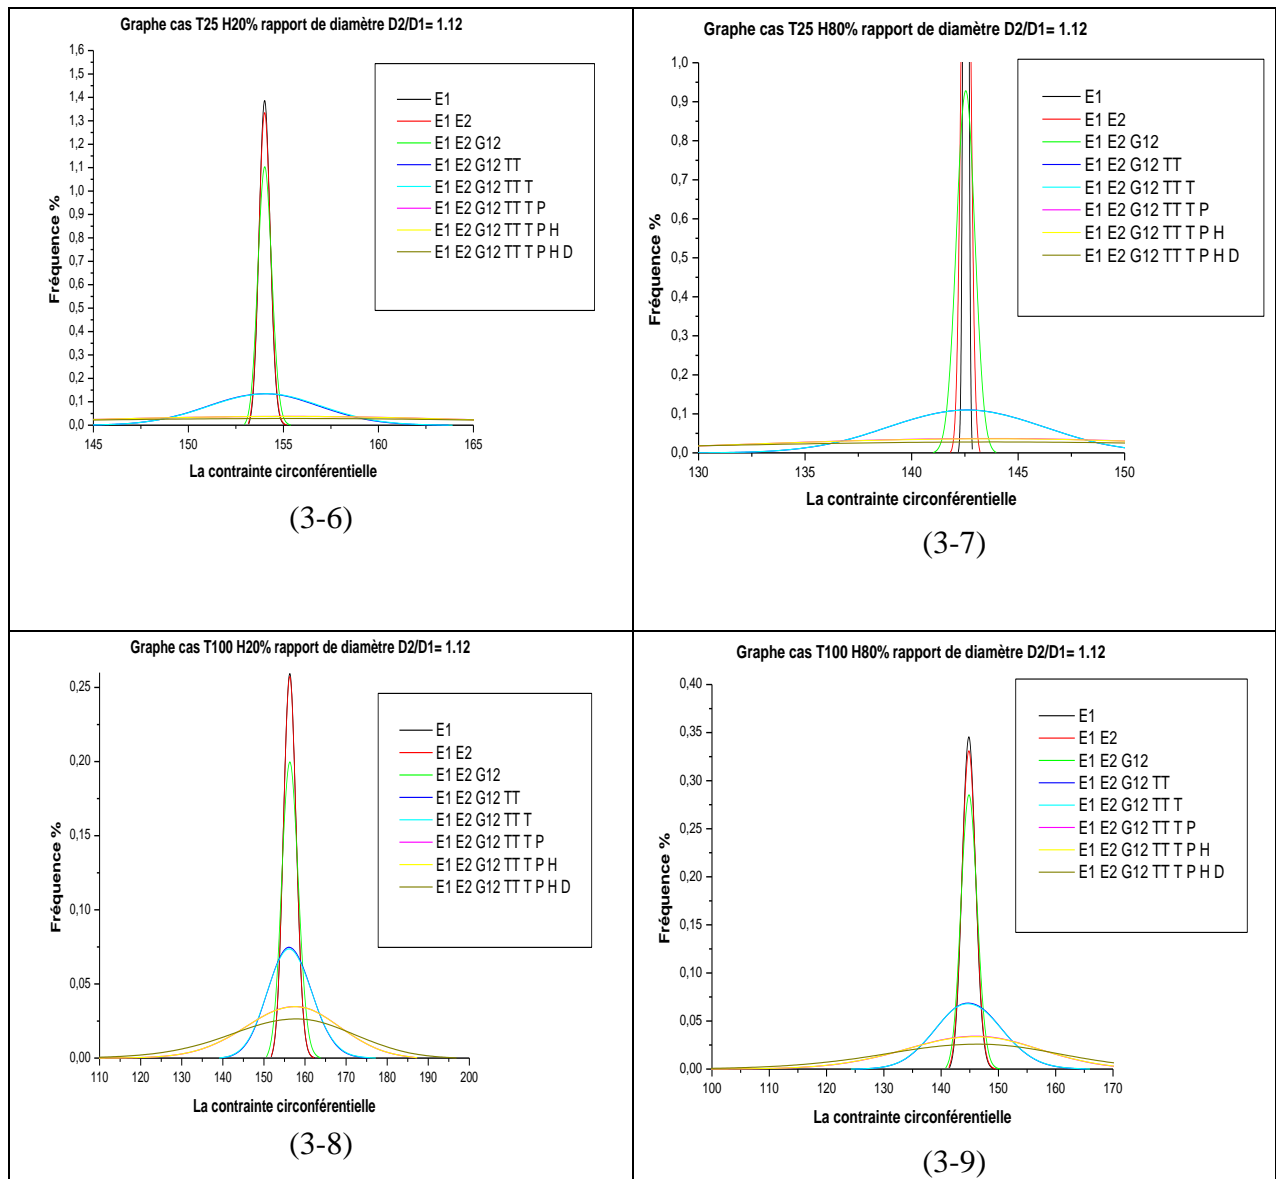 Graphe cas T25 H20% rapport de diamètre D2/D1= 1.12
1,6
1,5
1,4
1,3
1,2
1,1
1,0
0,9
0,8
0,7
0,6
0,5
0,4
0,3
0,2
0,1
0,0
Fréquence %
E1
E1 E2
E1 E2 G12
E1 E2 G12 TT
E1 E2 G12 TT T
E1 E2 G12 TT T P
E1 E2 G12 TT T P H
E1 E2 G12 TT T P H D
145 150 155 160 165
La contrainte circonférentielle
(3-6)
Graphe cas T25 H80% rapport de diamètre D2/D1= 1.12
1,0
0,9
0,8
0,7
0,6
0,5
0,4
0,3
0,2
0,1
0,0
Fréquence %
E1
E1 E2
E1 E2 G12
E1 E2 G12 TT
E1 E2 G12 TT T
E1 E2 G12 TT T P
E1 E2 G12 TT T P H
E1 E2 G12 TT T P H D
130 135 140 145 150
La contrainte circonférentielle
(3-7)
Graphe cas T100 H20% rapport de diamètre D2/D1= 1.12
0,25
0,20
0,15
0,10
0,05
0,00
Fréquence %
E1
E1 E2
E1 E2 G12
E1 E2 G12 TT
E1 E2 G12 TT T
E1 E2 G12 TT T P
E1 E2 G12 TT T P H
E1 E2 G12 TT T P H D
110 120 130 140 150 160 170 180 190 200
La contrainte circonférentielle
(3-8)
Graphe cas T100 H80% rapport de diamètre D2/D1= 1.12
0,40
0,35
0,30
0,25
0,20
0,15
0,10
0,05
0,00
Fréquence %
E1
E1 E2
E1 E2 G12
E1 E2 G12 TT
E1 E2 G12 TT T
E1 E2 G12 TT T P
E1 E2 G12 TT T P H
E1 E2 G12 TT T P H D
100 110 120 130 140 150 160 170
La contrainte circonférentielle
(3-9)